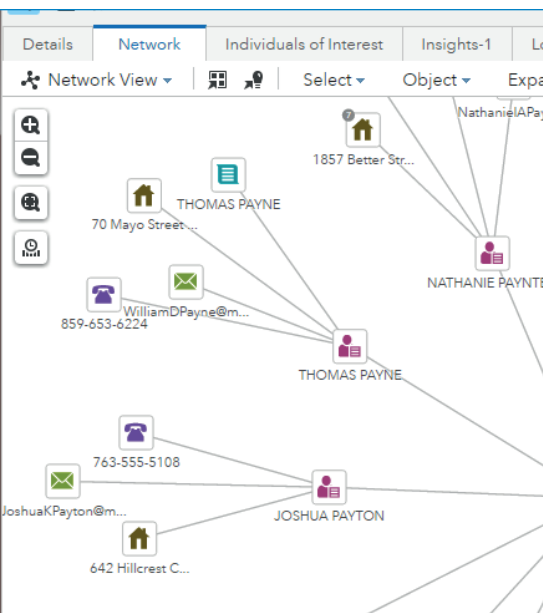 Details Network Individuals of Interest Insights-1
Network View Select Object Expa
NathanielAPay
7
1857 Better Str...
THOMAS PAYNE
70 Mayo Street ...
NATHANIE PAYNTE
WilliamDPayne@m...
859-653-6224
THOMAS PAYNE
763-555-5108
JoshuaKPayton@m...
JOSHUA PAYTON
642 Hillcrest C...